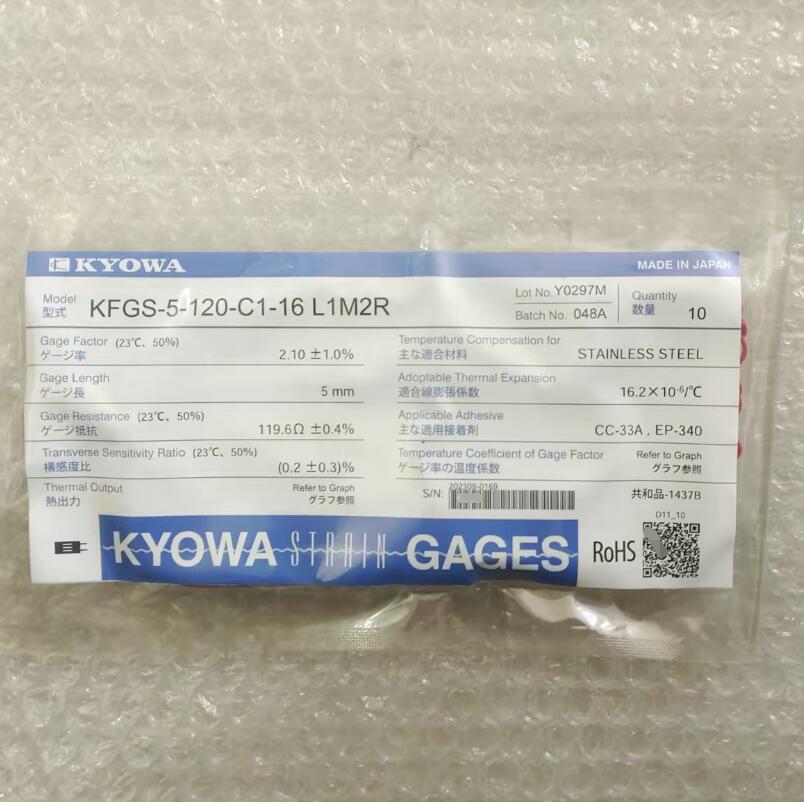 KYOWA MADE IN JAPAN
Model
型式 KFGS-5-120-C1-16 L1M2R
Lot No. Y0297M
Batch No. 048A
Quantity
数量 10
Gage Factor (23℃, 50%)
ゲージ率 2.10 ±1.0%
Gage Length
ゲージ長 5 mm
Gage Resistance (23℃, 50%)
ゲージ抵抗 119.6Ω ±0.4%
Transverse Sensitivity Ratio (23℃, 50%)
横感度比 (0.2 ±0.3)%
Thermal Output Refer to Graph
熱出力 グラフ参照
Temperature Compensation for
主な適合材料 STAINLESS STEEL
Adoptable Thermal Expansion
適合線膨張係数 16.2×10⁻⁶/℃
Applicable Adhesive
主な適用接着剤 CC-33A , EP-340
Temperature Coefficient of Gage Factor Refer to Graph
ゲージ率の温度係数 グラフ参照
202309-0169
S/N: 共和品-1437B
D11_10
KYOWA STRAIN GAGES RoHS